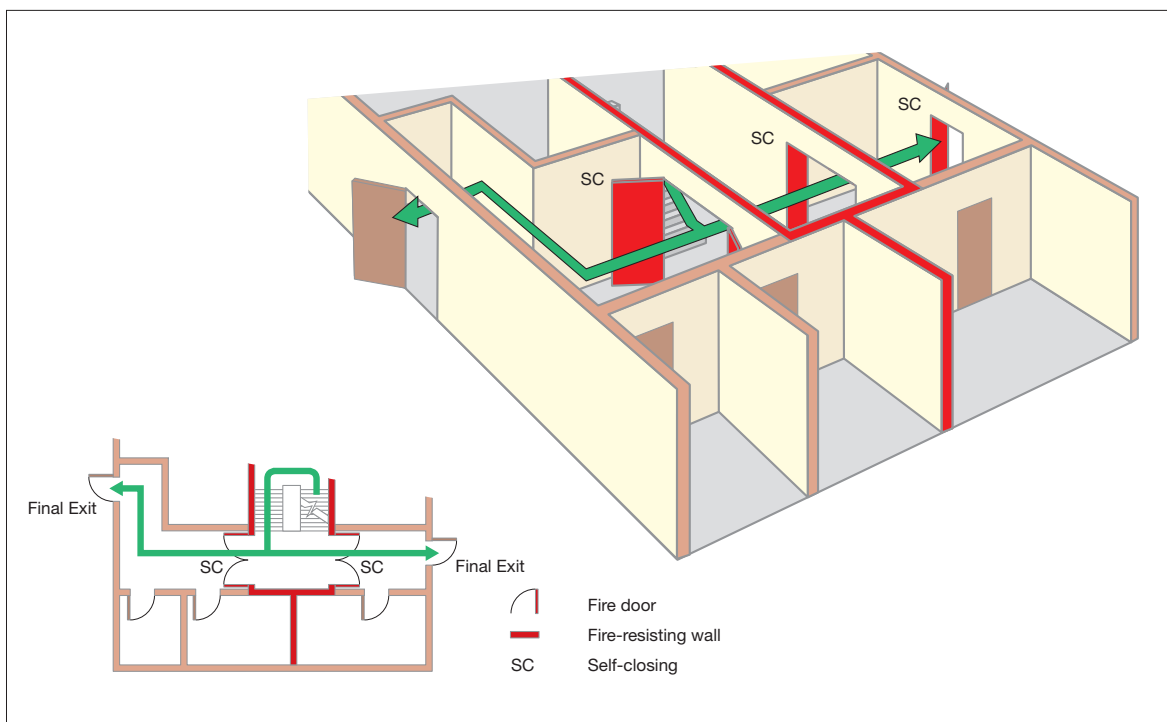 SC
SC
SC
Final Exit
SC
SC
Final Exit
Fire door
Fire-resisting wall
SC
Self-closing